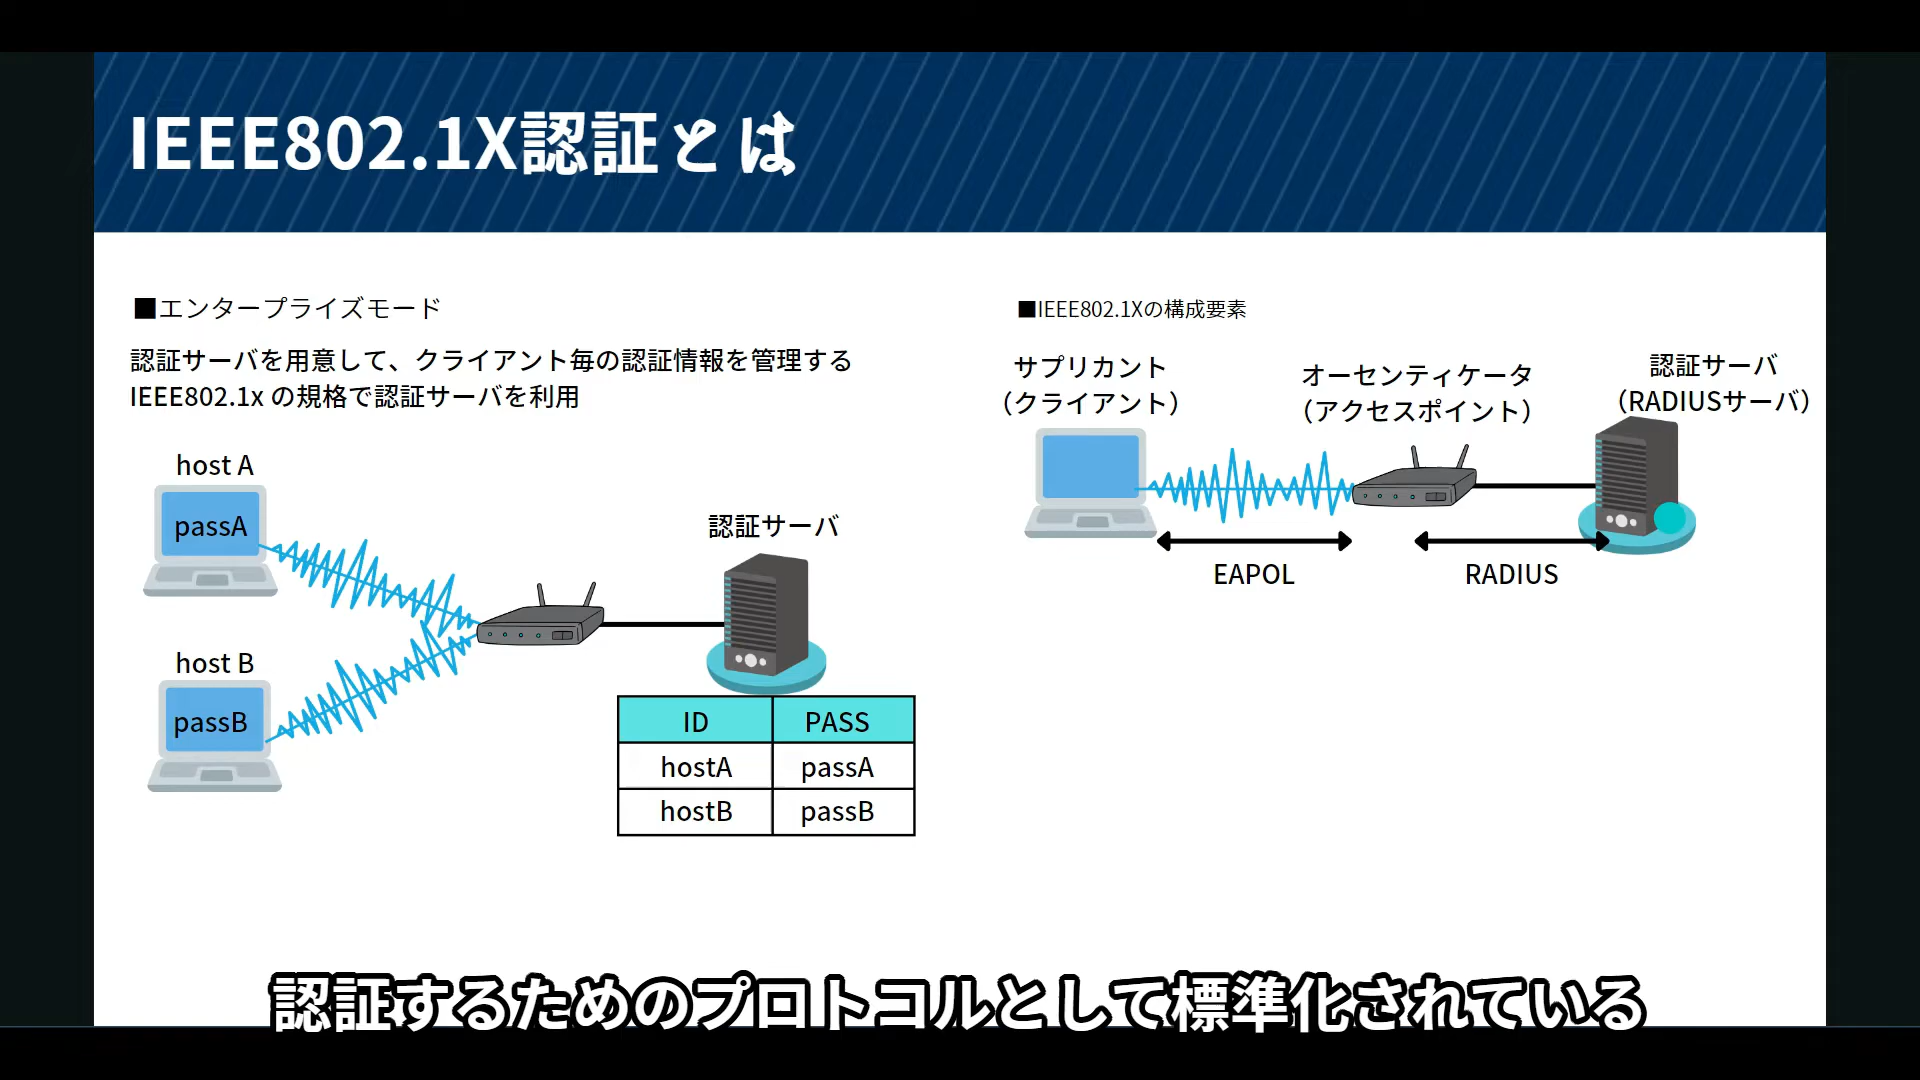 IEEE802.1X認証とは
■エンタープライズモード
認証サーバを用意して、クライアント毎の認証情報を管理する
IEEE802.1x の規格で認証サーバを利用
host A
passA
host B
passB
認証サーバ
ID PASS
hostA passA
hostB passB
■IEEE802.1Xの構成要素
サプリカント
（クライアント）
オーセンティケータ
（アクセスポイント）
認証サーバ
（RADIUSサーバ）
EAPOL
RADIUS
認証するためのプロトコルとして標準化されている